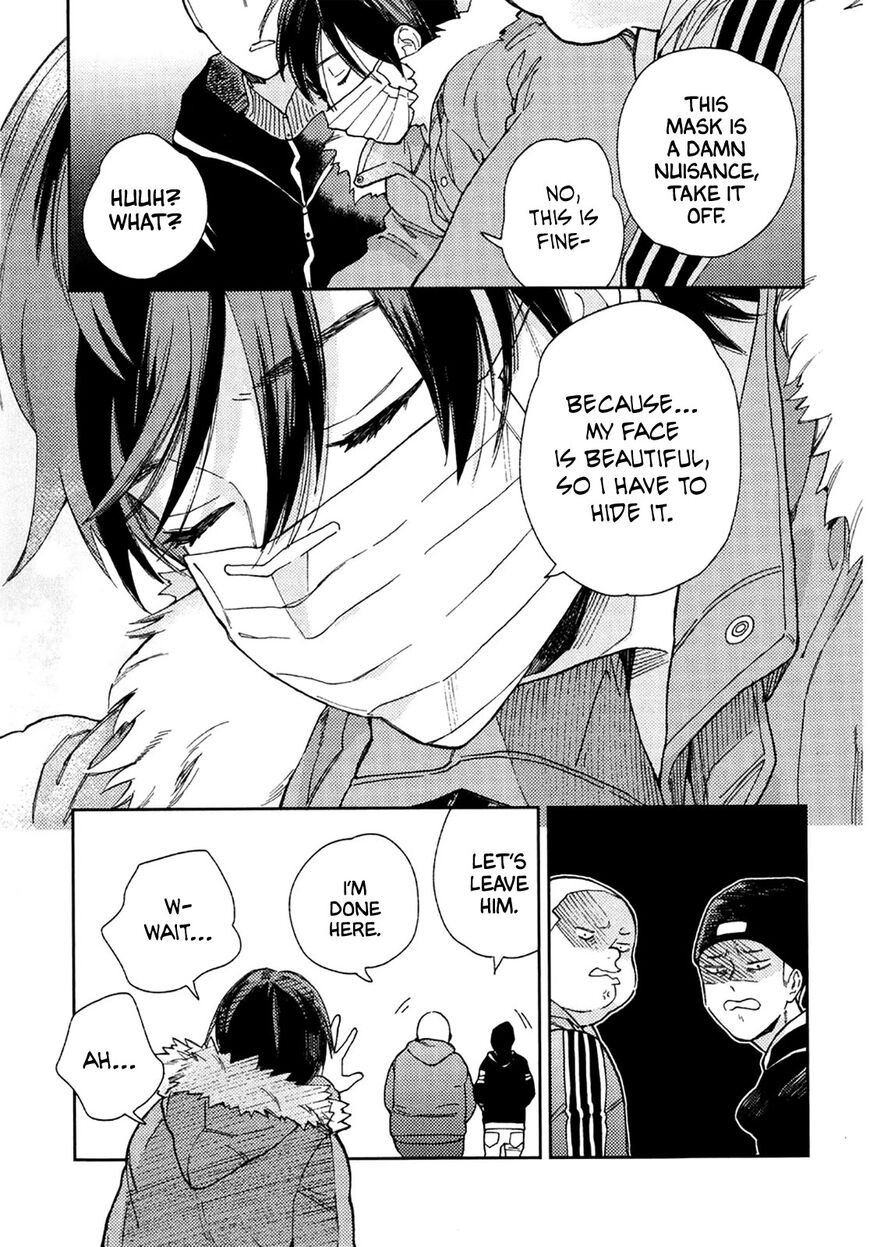 THIS
MASK IS
A DAMN
NUISANCE,
TAKE IT
OFF.
NO,
THIS IS
FINE-
HUUH?
WHAT?
BECAUSE...
MY FACE
IS BEAUTIFUL,
SO I HAVE TO
HIDE IT.
LET'S
LEAVE
HIM.
I'M
DONE
HERE.
W-
WAIT...
AH...